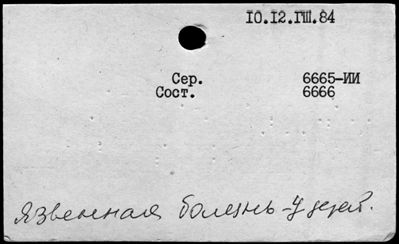 10.12.ГШ.84
Сер. 6665-ИИ
Сост. 6666
язвенная болезнь - у детей.